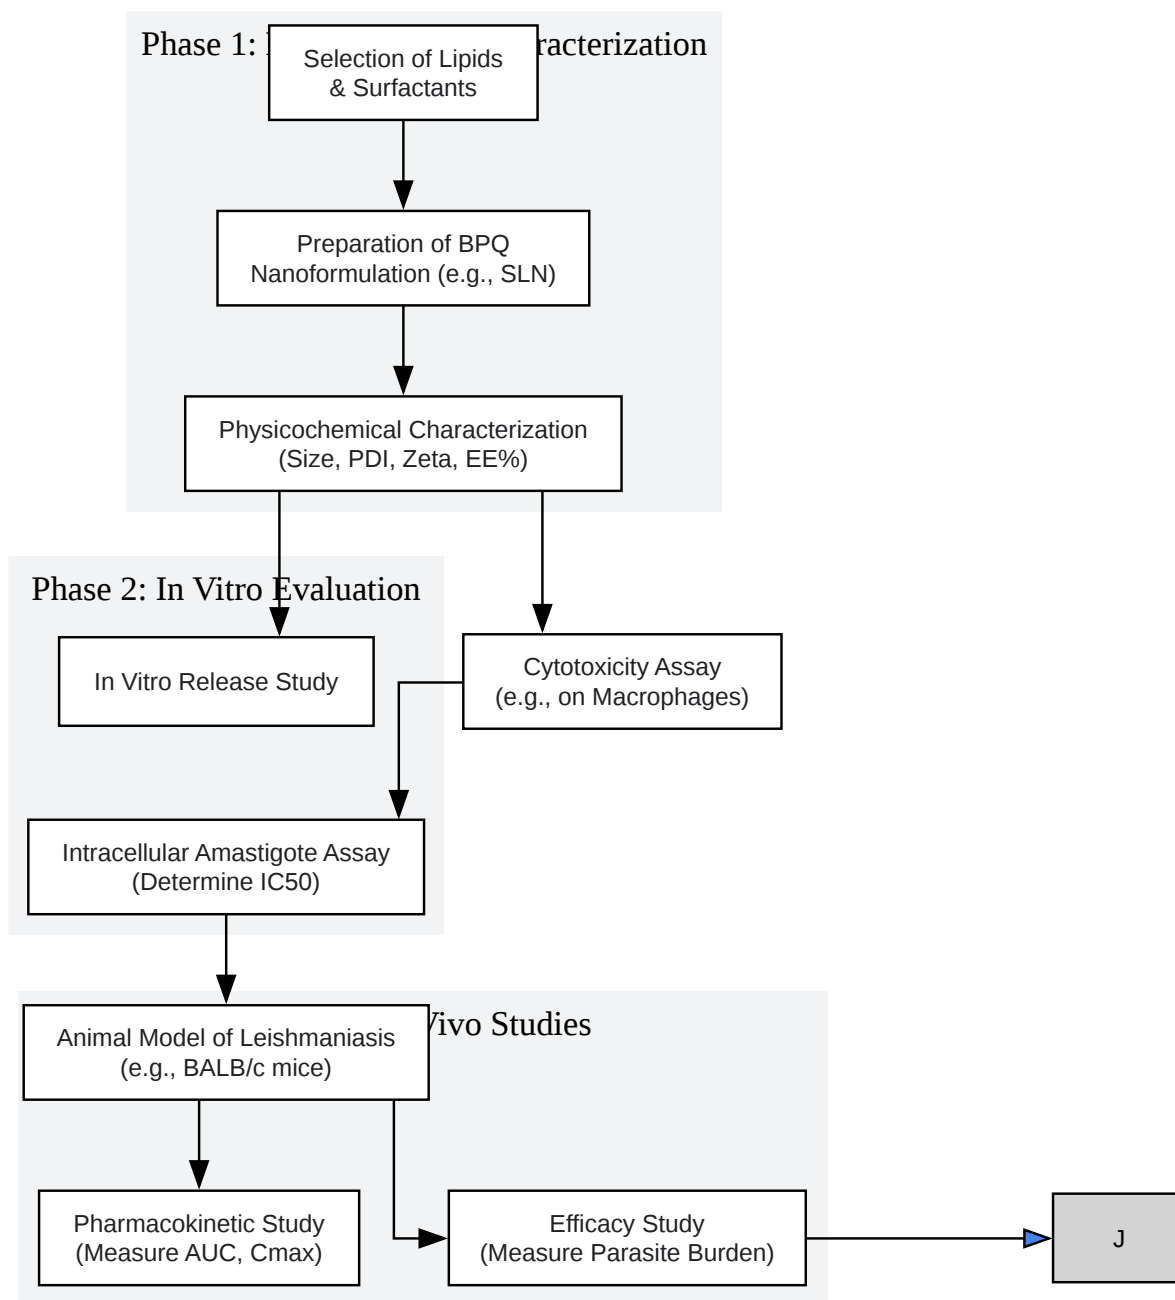 Phase 1: racterization
Selection of Lipids
& Surfactants
Preparation of BPQ
Nanoformulation (e.g., SLN)
Physicochemical Characterization
(Size, PDI, Zeta, EE%)
Phase 2: In Vitro Evaluation
In Vitro Release Study
Cytotoxicity Assay
(e.g., on Macrophages)
Intracellular Amastigote Assay
(Determine IC50)
Vivo Studies
Animal Model of Leishmaniasis
(e.g., BALB/c mice)
Pharmacokinetic Study
(Measure AUC, Cmax)
Efficacy Study
(Measure Parasite Burden)
J